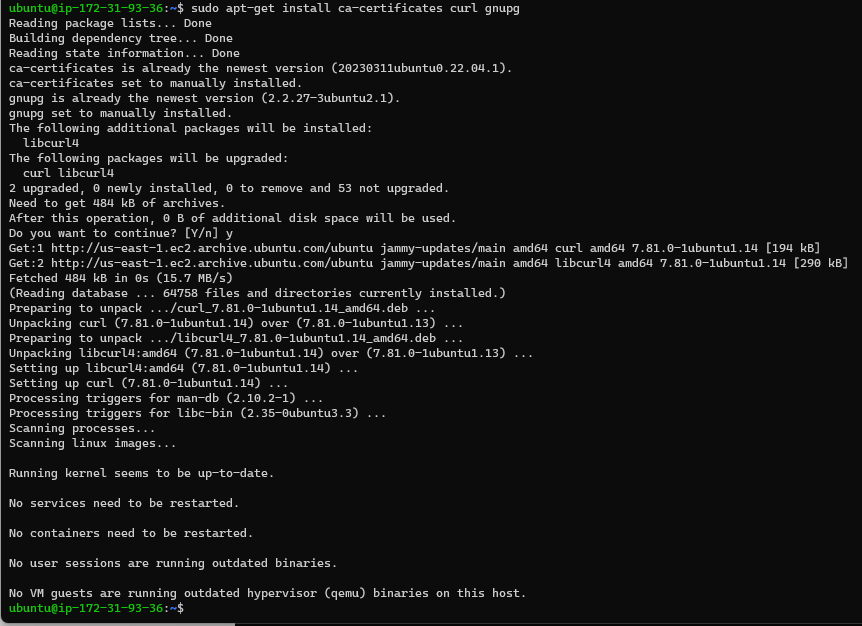 ubuntu@ip-172-31-93-36:~$ sudo apt-get install ca-certificates curl gnupg
Reading package lists... Done
Building dependency tree... Done
Reading state information... Done
ca-certificates is already the newest version (20230311ubuntu0.22.04.1).
ca-certificates set to manually installed.
gnupg is already the newest version (2.2.27-3ubuntu2.1).
gnupg set to manually installed.
The following additional packages will be installed:
  libcurl4
The following packages will be upgraded:
  curl libcurl4
2 upgraded, 0 newly installed, 0 to remove and 53 not upgraded.
Need to get 484 kB of archives.
After this operation, 0 B of additional disk space will be used.
Do you want to continue? [Y/n] y
Get:1 http://us-east-1.ec2.archive.ubuntu.com/ubuntu jammy-updates/main amd64 curl amd64 7.81.0-1ubuntu1.14 [194 kB]
Get:2 http://us-east-1.ec2.archive.ubuntu.com/ubuntu jammy-updates/main amd64 libcurl4 amd64 7.81.0-1ubuntu1.14 [290 kB]
Fetched 484 kB in 0s (15.7 MB/s)
(Reading database ... 64758 files and directories currently installed.)
Preparing to unpack .../curl_7.81.0-1ubuntu1.14_amd64.deb ...
Unpacking curl (7.81.0-1ubuntu1.14) over (7.81.0-1ubuntu1.13) ...
Preparing to unpack .../libcurl4_7.81.0-1ubuntu1.14_amd64.deb ...
Unpacking libcurl4:amd64 (7.81.0-1ubuntu1.14) over (7.81.0-1ubuntu1.13) ...
Setting up libcurl4:amd64 (7.81.0-1ubuntu1.14) ...
Setting up curl (7.81.0-1ubuntu1.14) ...
Processing triggers for man-db (2.10.2-1) ...
Processing triggers for libc-bin (2.35-0ubuntu3.3) ...
Scanning processes...
Scanning linux images...

Running kernel seems to be up-to-date.

No services need to be restarted.

No containers need to be restarted.

No user sessions are running outdated binaries.

No VM guests are running outdated hypervisor (qemu) binaries on this host.
ubuntu@ip-172-31-93-36:~$